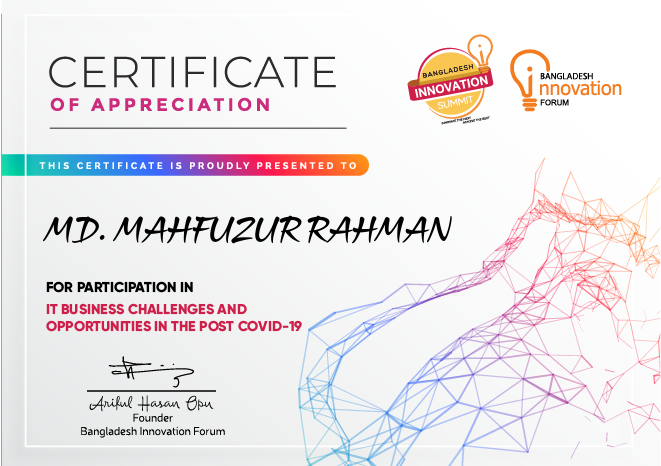 CERTIFICATE
OF APPRECIATION
BANGLADESH
INNOVATION
SUMMIT
BANGLADESH
innovation
FORUM
THIS CERTIFICATE IS PROUDLY PRESENTED TO
MD. MAHFUZUR RAHMAN
FOR PARTICIPATION IN
IT BUSINESS CHALLENGES AND
OPPORTUNITIES IN THE POST COVID-19
Ariful Hasan Opu
Founder
Bangladesh Innovation Forum